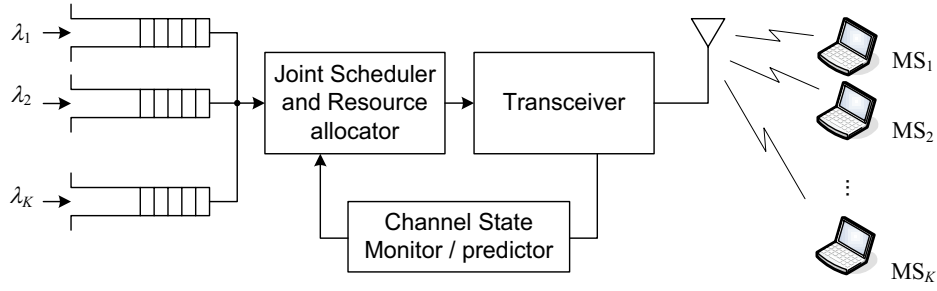 λ1
λ2
λK
Joint Scheduler
and Resource
allocator
Transceiver
Channel State
Monitor / predictor
MS1
MS2
⋮
MSK